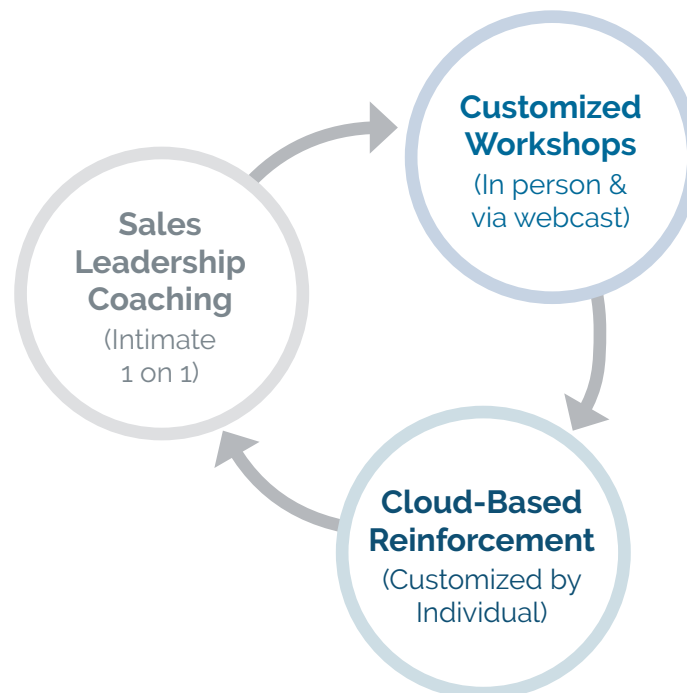 Customized
Workshops
(In person &
via webcast)
Sales
Leadership
Coaching
(Intimate
1 on 1)
Cloud-Based
Reinforcement
(Customized by
Individual)